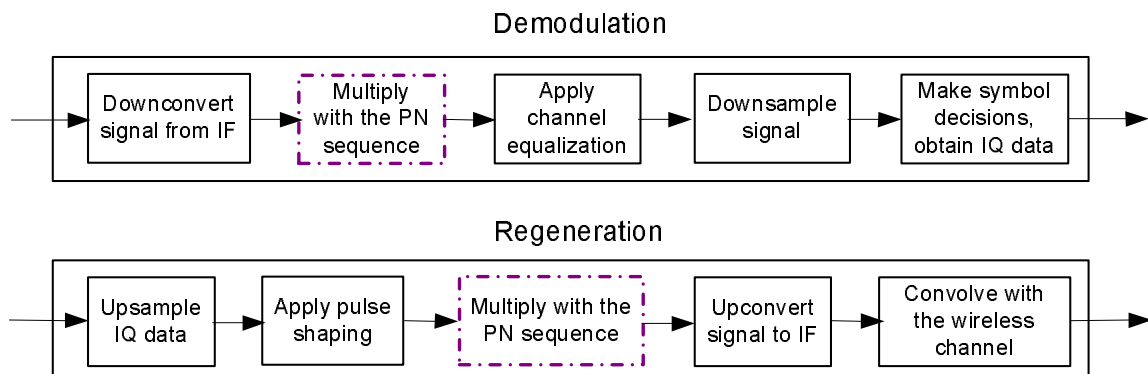 Demodulation
Downconvert
signal from IF
Multiply
with the PN
sequence
Apply
channel
equalization
Downsample
signal
Make symbol
decisions,
obtain IQ data
Regeneration
Upsample
IQ data
Apply pulse
shaping
Multiply with the
PN sequence
Upconvert
signal to IF
Convolve with
the wireless
channel